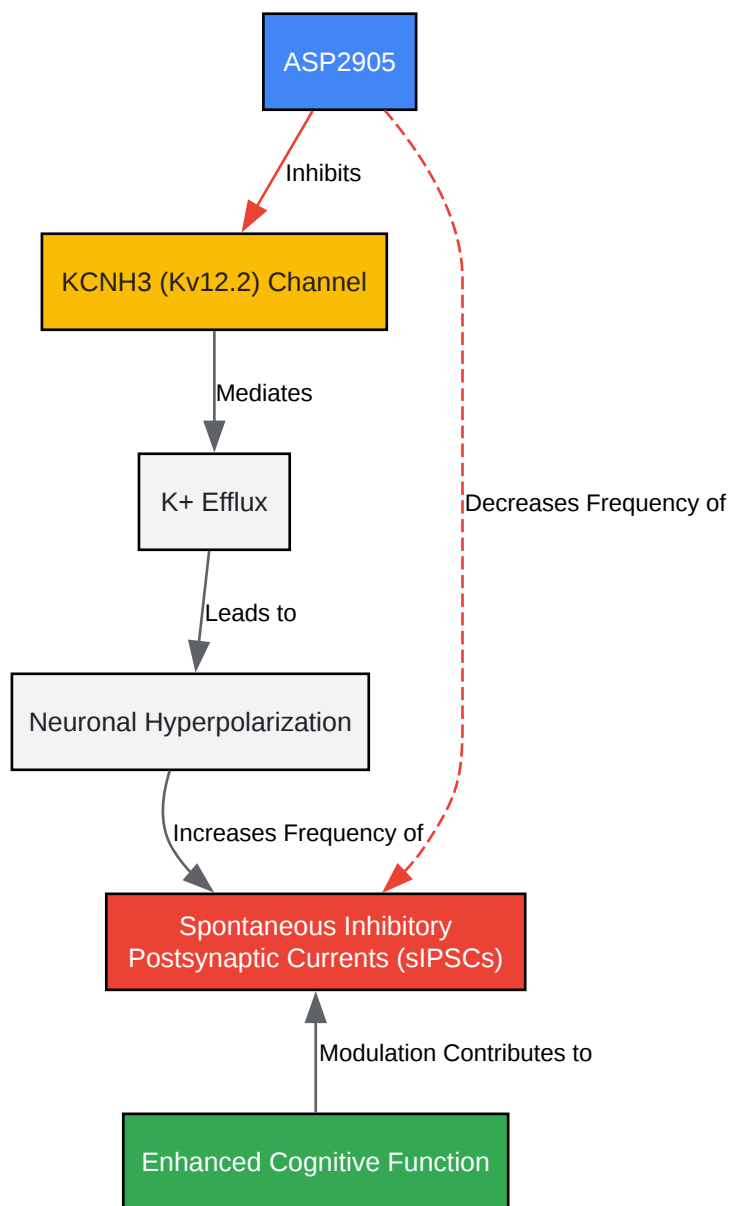 ASP2905
Inhibits
KCNH3 (Kv12.2) Channel
Mediates
K+ Efflux
Decreases Frequency of
Leads to
Neuronal Hyperpolarization
Increases Frequency of
Spontaneous Inhibitory
Postsynaptic Currents (sIPSCs)
Modulation Contributes to
Enhanced Cognitive Function